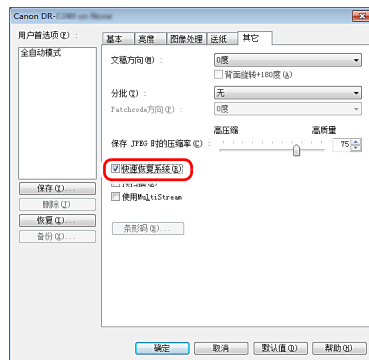 Canon DR-
用户首选项(P) :
全自动模式
保存(Y)...
删除(J)
恢复(Z)...
备份(X)...
基本 亮度 图像处理 送纸 其它
文稿方向(M) : 0度
背面旋转+180度(A)
分批(T) : 无
Patchcode方向(P) : 0度
高压缩 高质量
保存 JPEG 时的压缩率(C) : 75
快速恢复系统(S)
使用MultiStream
条形码(B)...
确定 取消 默认值(D) 帮助(H)